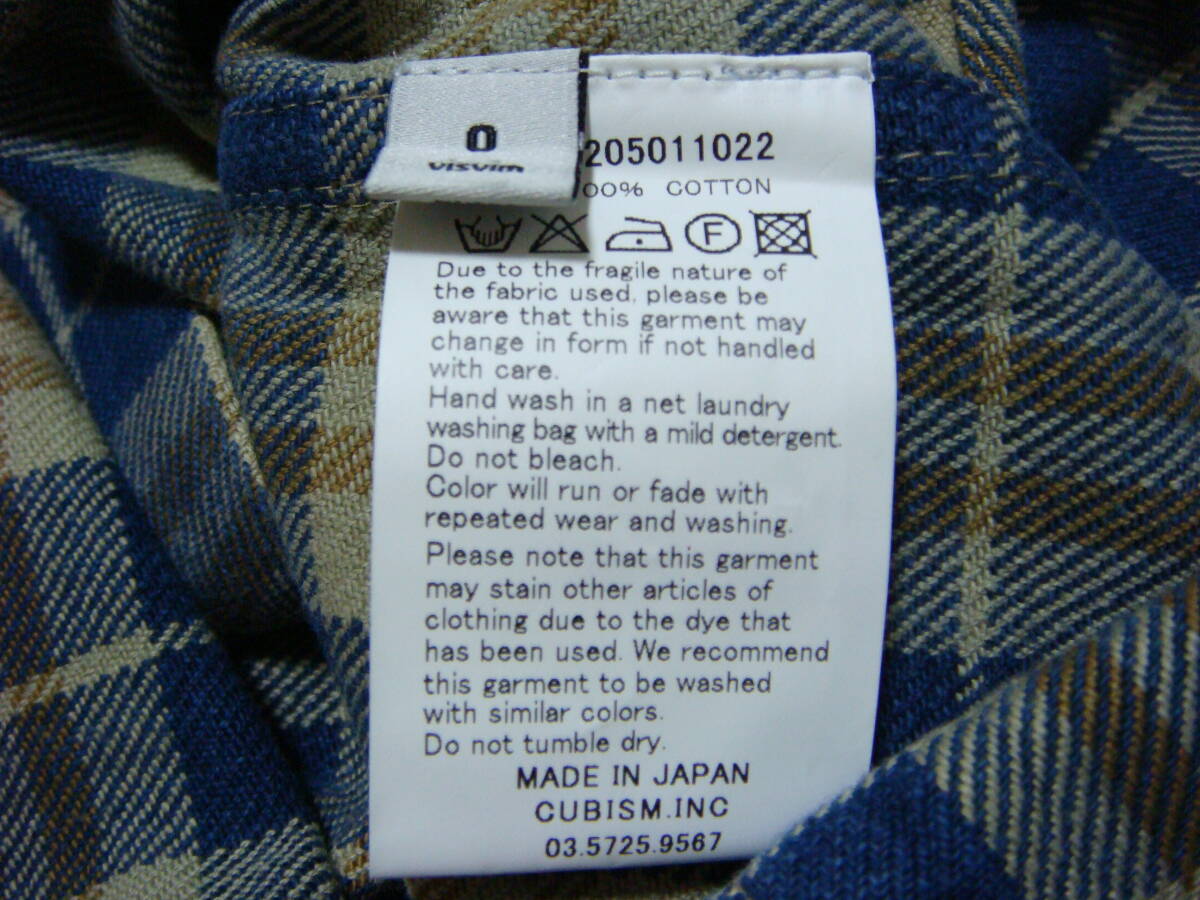 0
visvim
205011022
00% COTTON
F
Due to the fragile nature of
the fabric used, please be
aware that this garment may
change in form if not handled
with care.
Hand wash in a net laundry
washing bag with a mild detergent.
Do not bleach.
Color will run or fade with
repeated wear and washing.
Please note that this garment
may stain other articles of
clothing due to the dye that
has been used. We recommend
this garment to be washed
with similar colors.
Do not tumble dry.
MADE IN JAPAN
CUBISM.INC
03.5725.9567